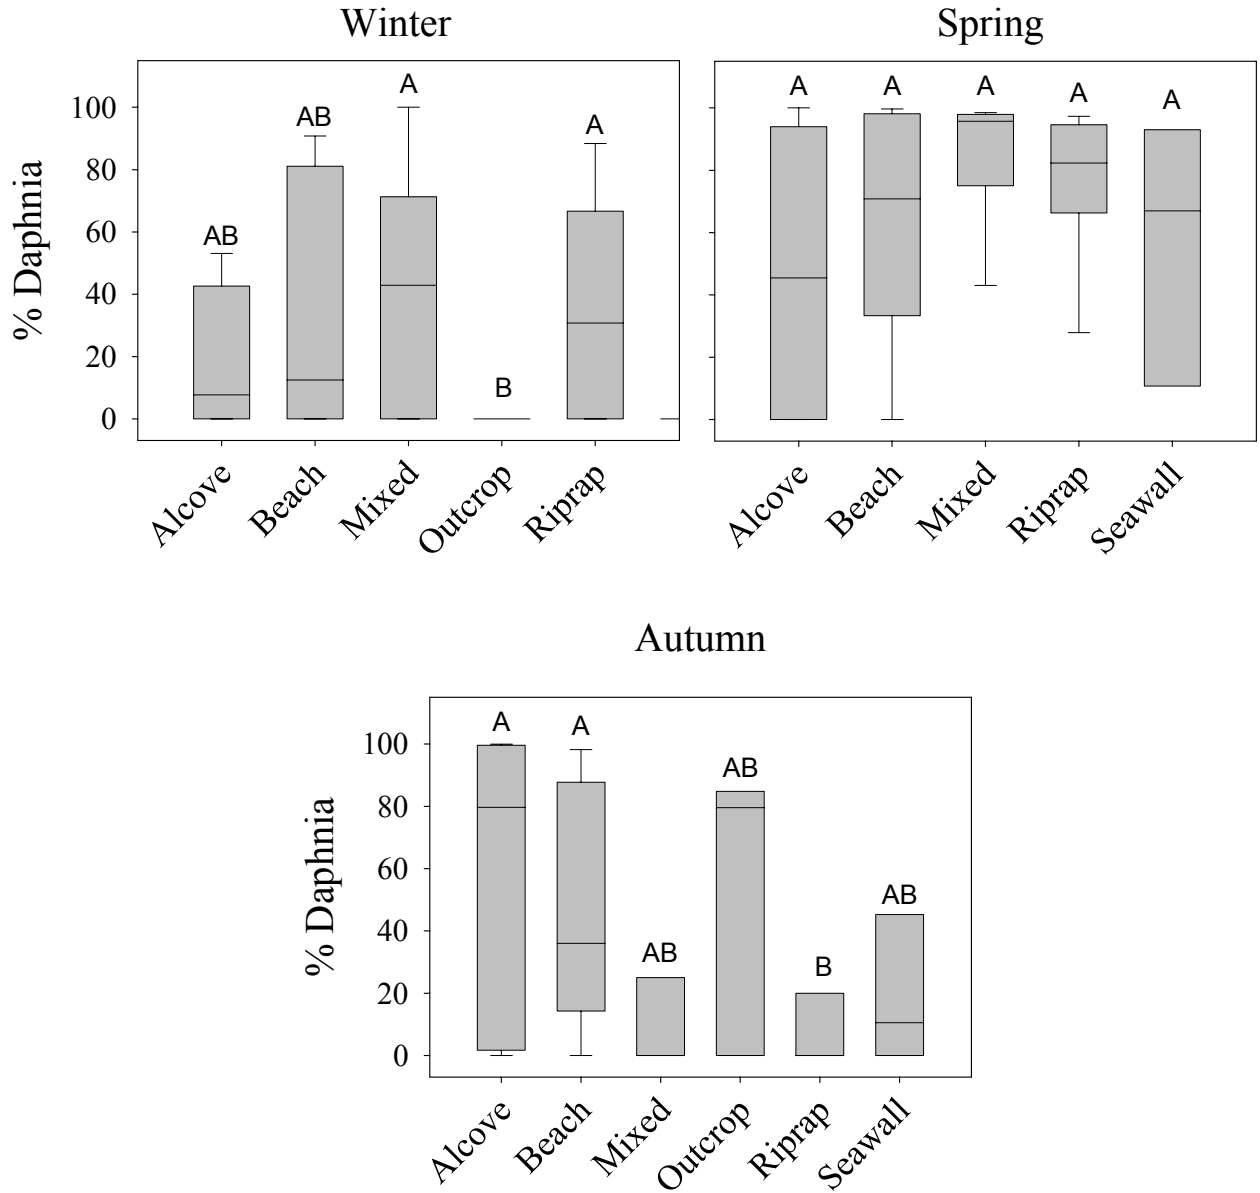 Winter
Spring
% Daphnia
100
80
60
40
20
0
AB
AB
A
B
A
Alcove
Beach
Mixed
Outcrop
Riprap
A
A
A
A
A
Alcove
Beach
Mixed
Riprap
Seawall
Autumn
% Daphnia
100
80
60
40
20
0
A
A
AB
AB
B
AB
Alcove
Beach
Mixed
Outcrop
Riprap
Seawall